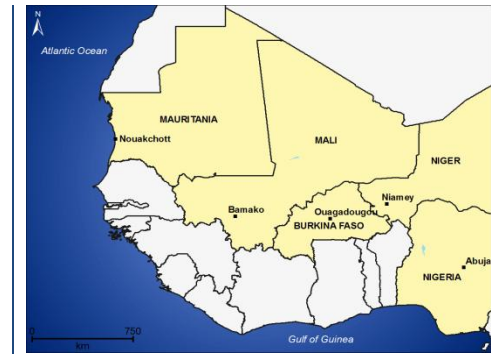 N
Atlantic Ocean
MAURITANIA
Nouakchott
MALI
NIGER
Bamako
Ouagadougou
Niamey
BURKINA FASO
Abuja
NIGERIA
0 750
km
Gulf of Guinea